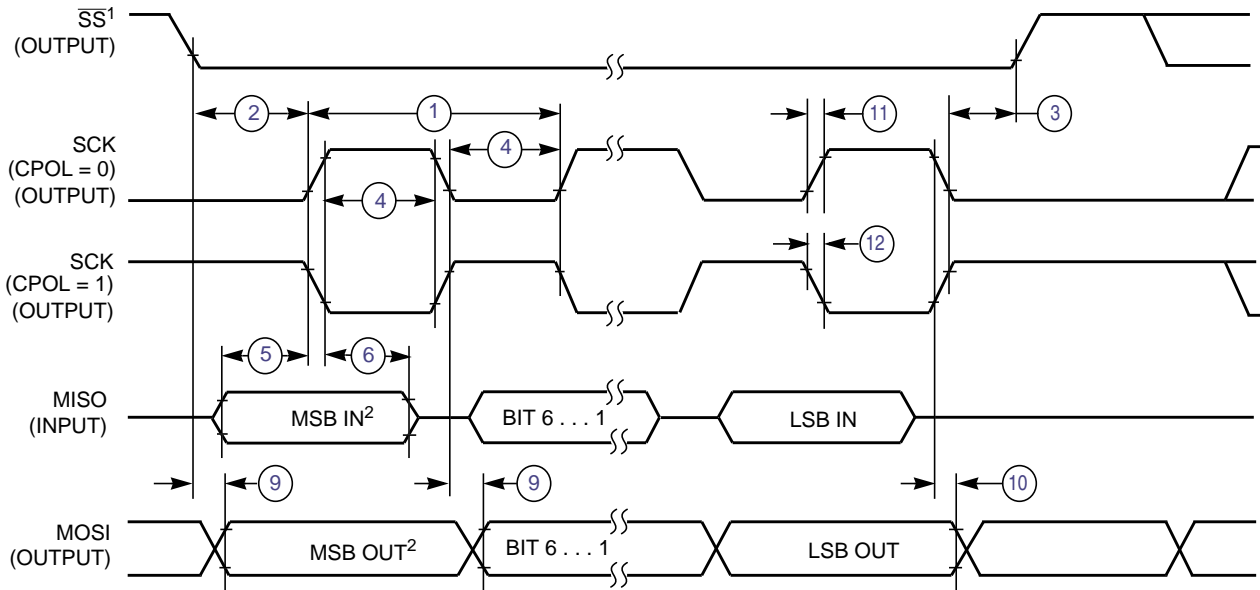 SS¹
(OUTPUT)
2
1
11
3
SCK
(CPOL = 0)
(OUTPUT)
4
4
SCK
(CPOL = 1)
(OUTPUT)
12
5
6
MISO
(INPUT)
MSB IN²
BIT 6 . . . 1
LSB IN
9
9
10
MOSI
(OUTPUT)
MSB OUT²
BIT 6 . . . 1
LSB OUT